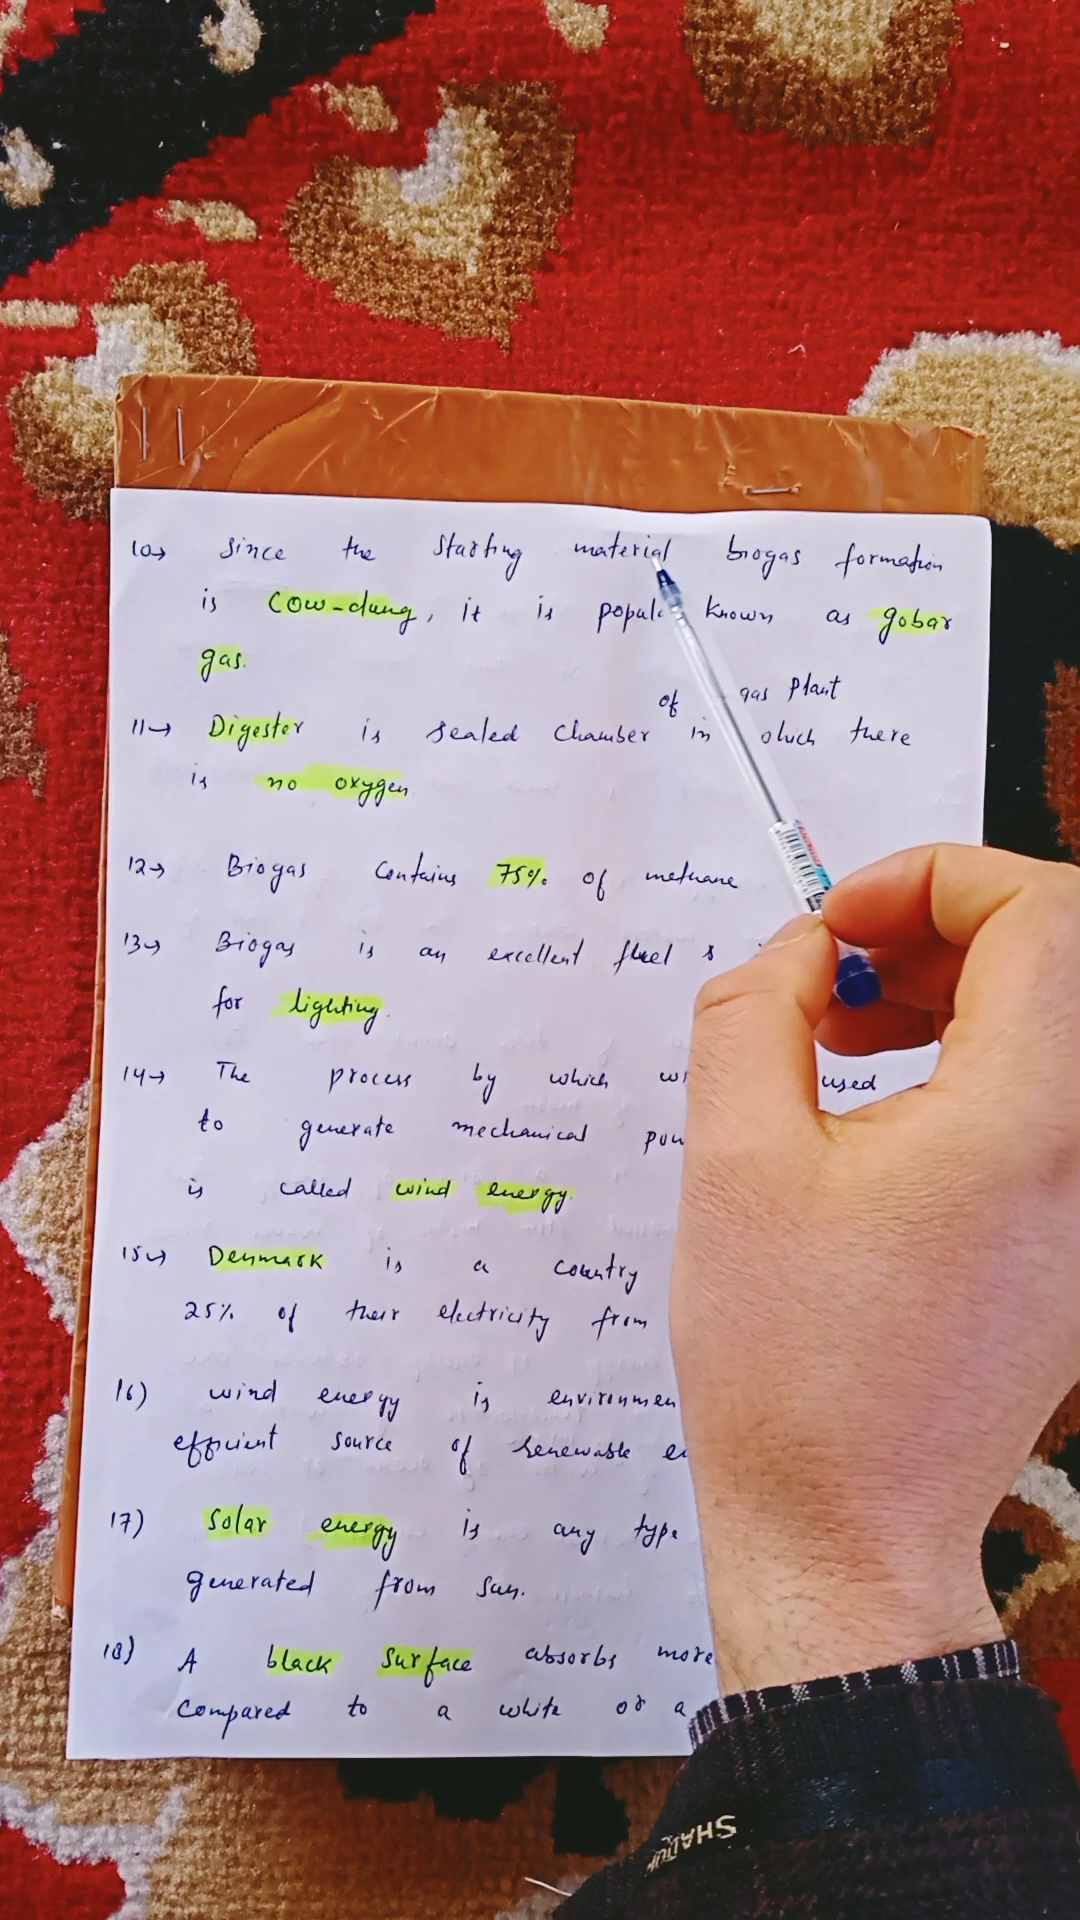 10→ Since the starting material biogas formation
is Cow-dung, it is known as gobar
gas.
of gas Plant
11→ Digester is sealed Chamber in which there
is no oxygen
12→ Biogas Contains 75% of methane
13→ Biogas is an excellent fuel &
for lighting.
14→ The process by which used
to generate mechanical
is called wind energy.
15→ Denmark is a country
25% of their electricity from
16) wind energy is
efficient source of renewable
17) Solar energy is any type
generated from Sun.
18) A black Surface absorbs more
Compared to a white or a